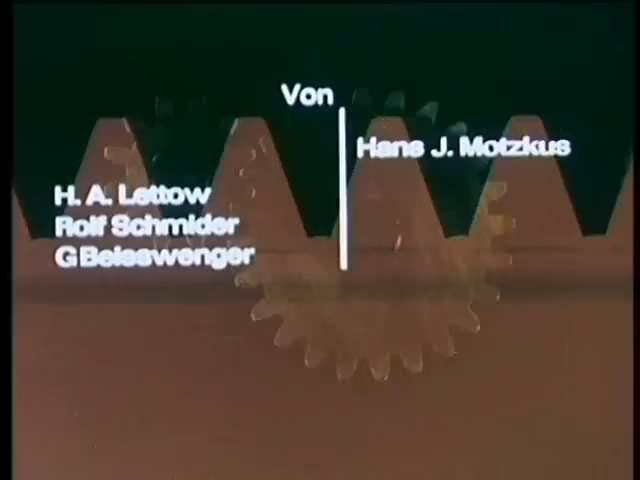 Von
Hans J. Motzkus
H. A. Lettow
Rolf Schmider
G Beisswenger